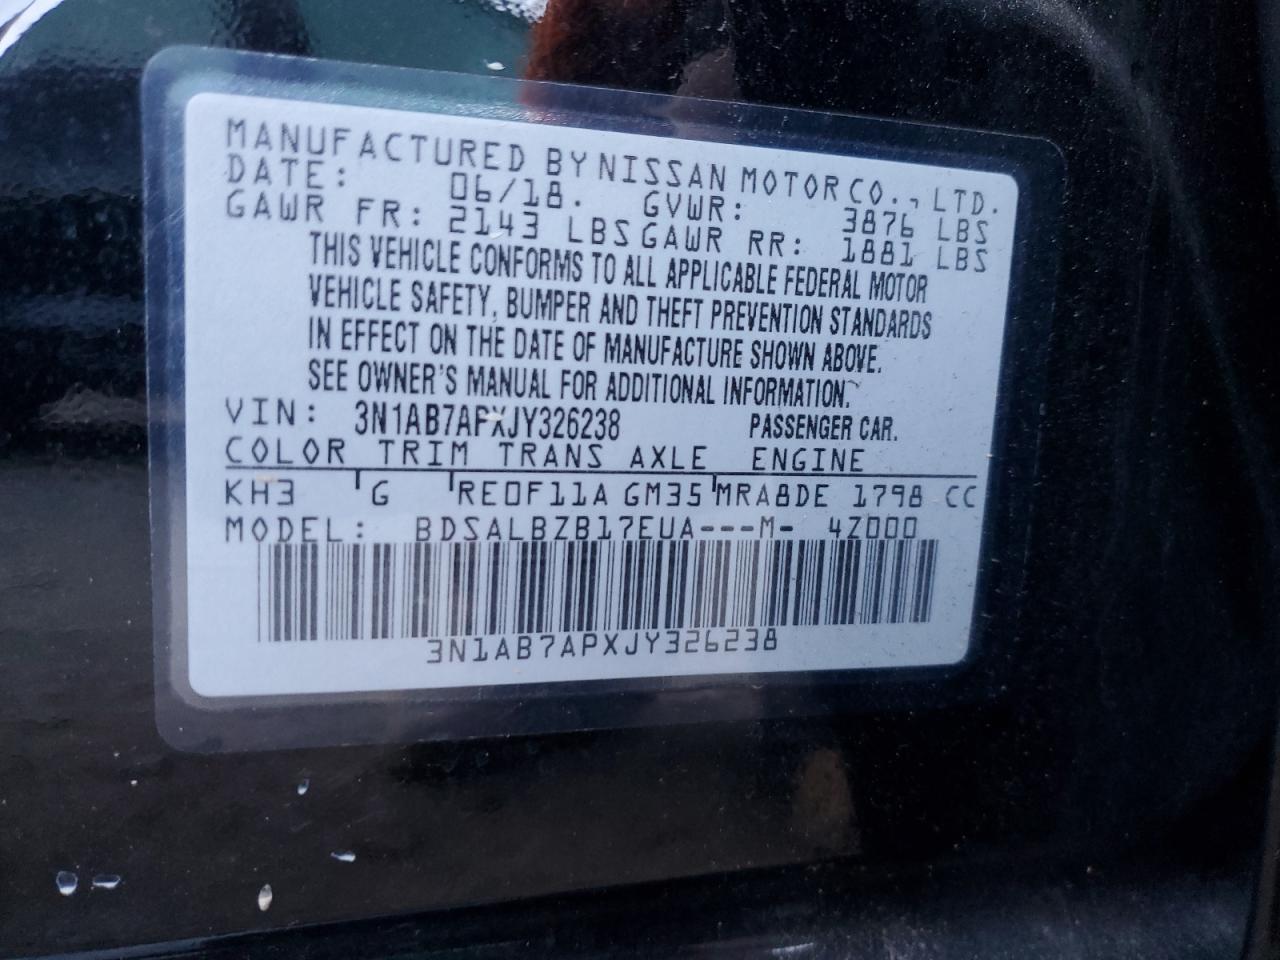 MANUFACTURED BY NISSAN MOTOR CO., LTD.
DATE: 06/18. GVWR: 3876 LBS
GAWR FR: 2143 LBS GAWR RR: 1881 LBS
THIS VEHICLE CONFORMS TO ALL APPLICABLE FEDERAL MOTOR
VEHICLE SAFETY, BUMPER AND THEFT PREVENTION STANDARDS
IN EFFECT ON THE DATE OF MANUFACTURE SHOWN ABOVE.
SEE OWNER'S MANUAL FOR ADDITIONAL INFORMATION.
VIN: 3N1AB7APXJY326238 PASSENGER CAR.
COLOR TRIM TRANS AXLE ENGINE
KH3 G RE0F11A GM35 MRA8DE 1798 CC
MODEL: BDSALBZB17EUA---M- 4Z000
3N1AB7APXJY326238